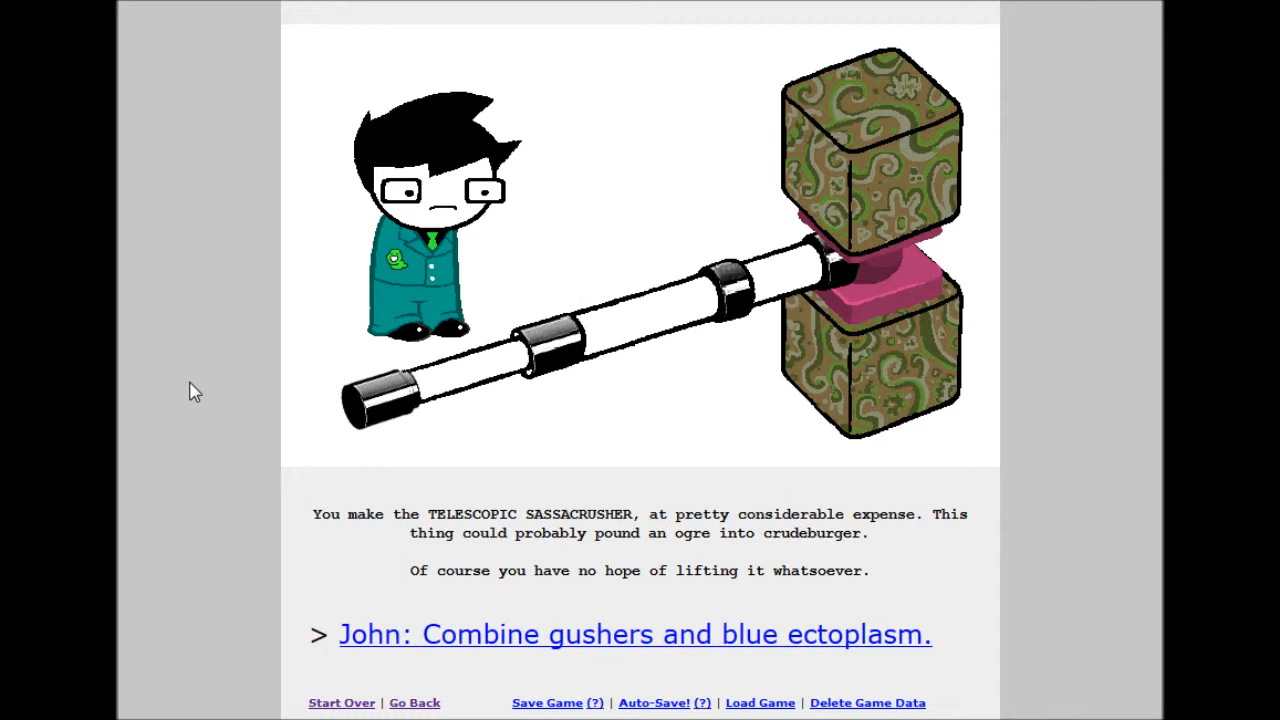 You make the TELESCOPIC SASSACRUSHER, at pretty considerable expense. This
thing could probably pound an ogre into crudeburger.
Of course you have no hope of lifting it whatsoever.
> John: Combine gushers and blue ectoplasm.
Start Over | Go Back Save Game (?) | Auto-Save! (?) | Load Game | Delete Game Data